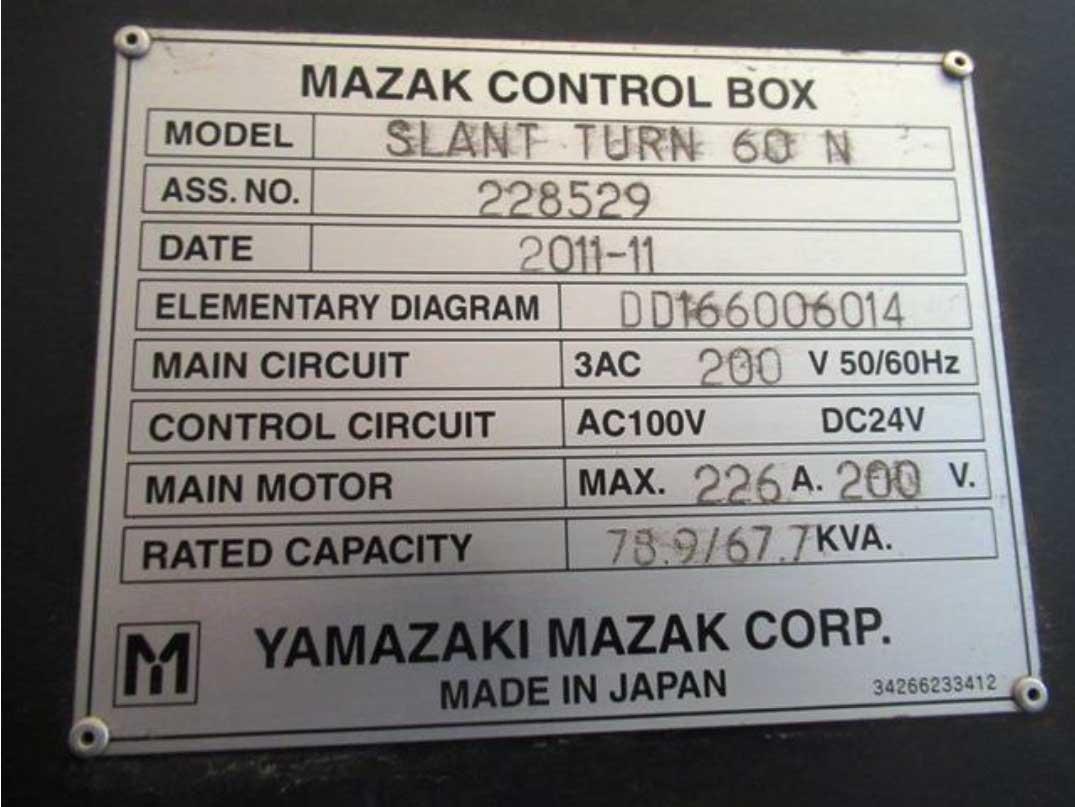 MAZAK CONTROL BOX
MODEL SLANT TURN 60 N
ASS. NO. 228529
DATE 2011-11
ELEMENTARY DIAGRAM DD166006014
MAIN CIRCUIT 3AC 200 V 50/60Hz
CONTROL CIRCUIT AC100V DC24V
MAIN MOTOR MAX. 226 A. 200 V.
RATED CAPACITY 78.9/67.7 KVA.
YAMAZAKI MAZAK CORP.
MADE IN JAPAN
34266233412